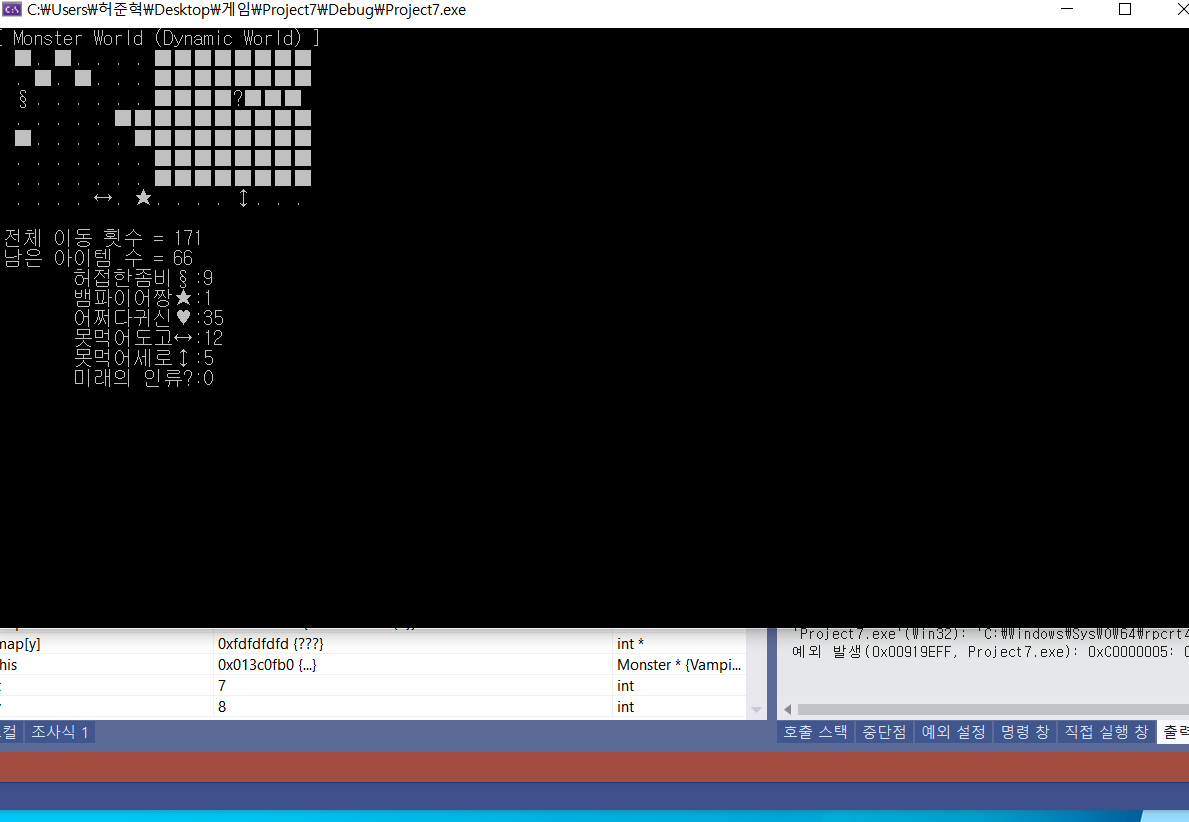 C:\Users\허준혁\Desktop\게임\Project7\Debug\Project7.exe
[ Monster World (Dynamic World) ]
■.■....■■■■■■■■
.■.■...■■■■■■■■
§......■■■■?■■■
.....■■■■■■■■■■
■.....■■■■■■■■■
.......■■■■■■■■
.......■■■■■■■■
....↔.★....↕...
전체 이동 횟수 = 171
남은 아이템 수 = 66
허접한좀비§:9
뱀파이어짱★:1
어쩌다귀신♥:35
못먹어도고↔:12
못먹어세로↕:5
미래의 인류?:0
map[y] 0xfdfdfdfd {???} int *
this 0x013c0fb0 {...} Monster * {Vampi...
7 int
8 int
'Project7.exe'(Win32): 'C:\Windows\SysWOW64\rpcrt4
예외 발생(0x00919EFF, Project7.exe): 0xC0000005:
조사식 1
호출 스택 중단점 예외 설정 명령 창 직접 실행 창 출력